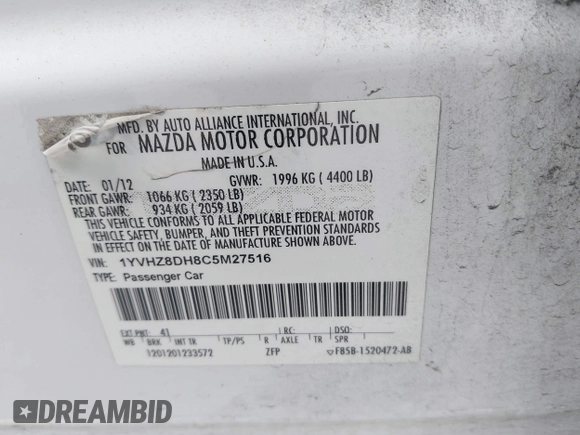 MFD. BY AUTO ALLIANCE INTERNATIONAL, INC.
FOR MAZDA MOTOR CORPORATION
MADE IN U.S.A.
DATE: 01/12 GVWR: 1996 KG ( 4400 LB)
FRONT GAWR: 1066 KG ( 2350 LB)
REAR GAWR: 934 KG ( 2059 LB)
THIS VEHICLE CONFORMS TO ALL APPLICABLE FEDERAL MOTOR
VEHICLE SAFETY, BUMPER, AND THEFT PREVENTION STANDARDS
IN EFFECT ON THE DATE OF MANUFACTURE SHOWN ABOVE.
VIN: 1YVHZ8DH8C5M27516
TYPE: Passenger Car
EXT PNT: 41 RC: DSO:
WB BRK INT TR TP/PS R AXLE TR SPR
1201201233572 ZFP FB5B-1520472-AB
DREAMBID